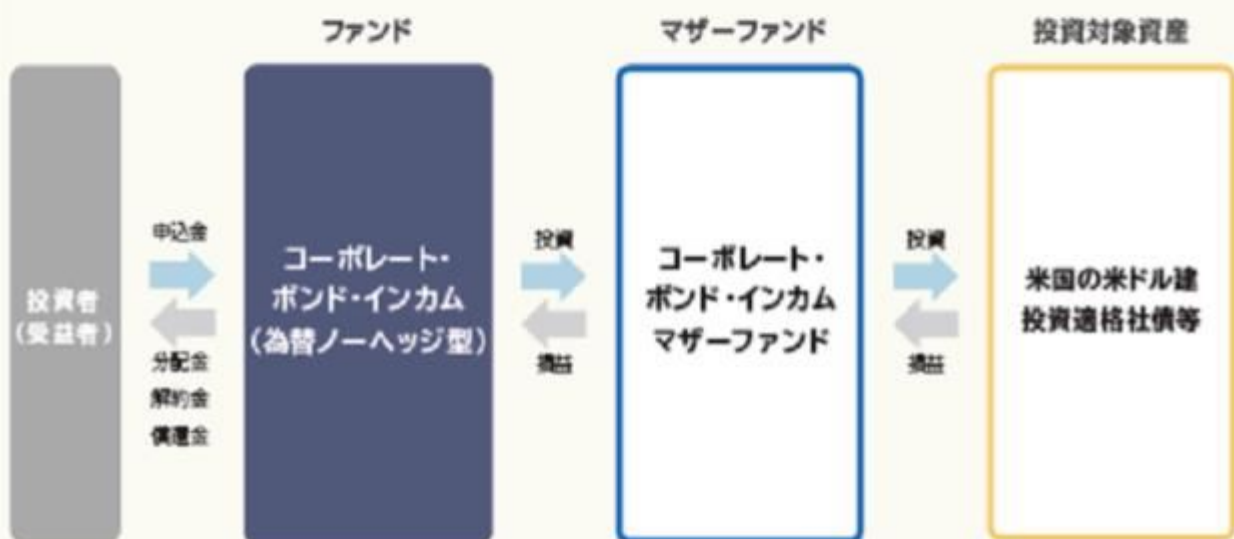 ファンド
マザーファンド
投資対象資産
投資者
(受益者)
申込金
分配金
解約金
償還金
コーポレート・
ボンド・インカム
(為替ノーヘッジ型)
投資
損益
コーポレート・
ボンド・インカム
マザーファンド
投資
損益
米国の米ドル建
投資適格社債等